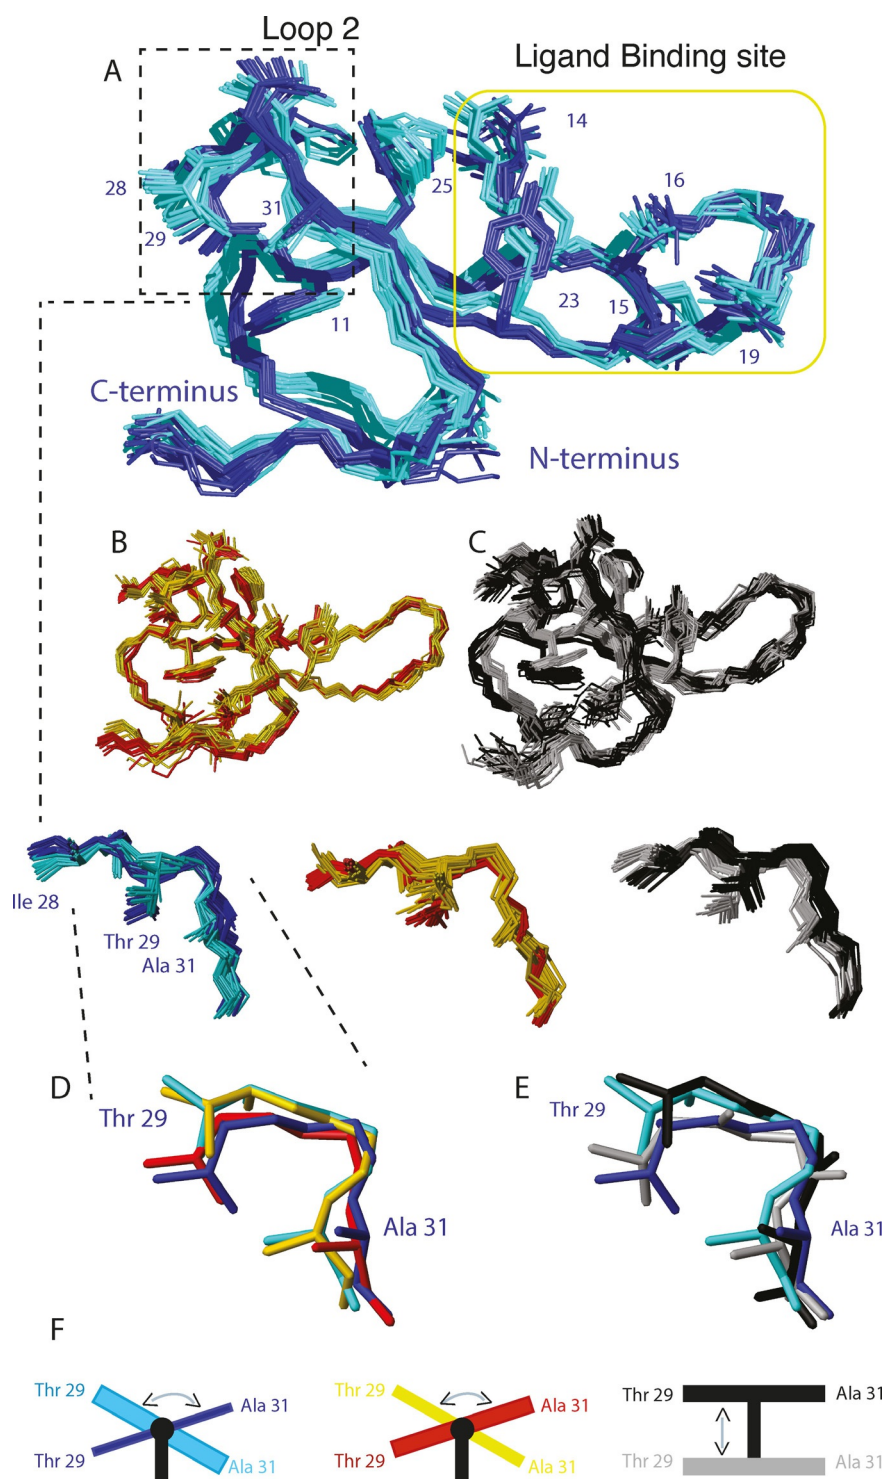 Loop 2
Ligand Binding site
A
14
28
25
16
31
29
23
15
11
19
C-terminus
N-terminus
B
C
Ile 28
Thr 29
Ala 31
D
E
Thr 29
Thr 29
Ala 31
Ala 31
F
Thr 29
Ala 31
Thr 29
Ala 31
Thr 29
Ala 31
Thr 29
Ala 31
Thr 29
Ala 31
Thr 29
Ala 31